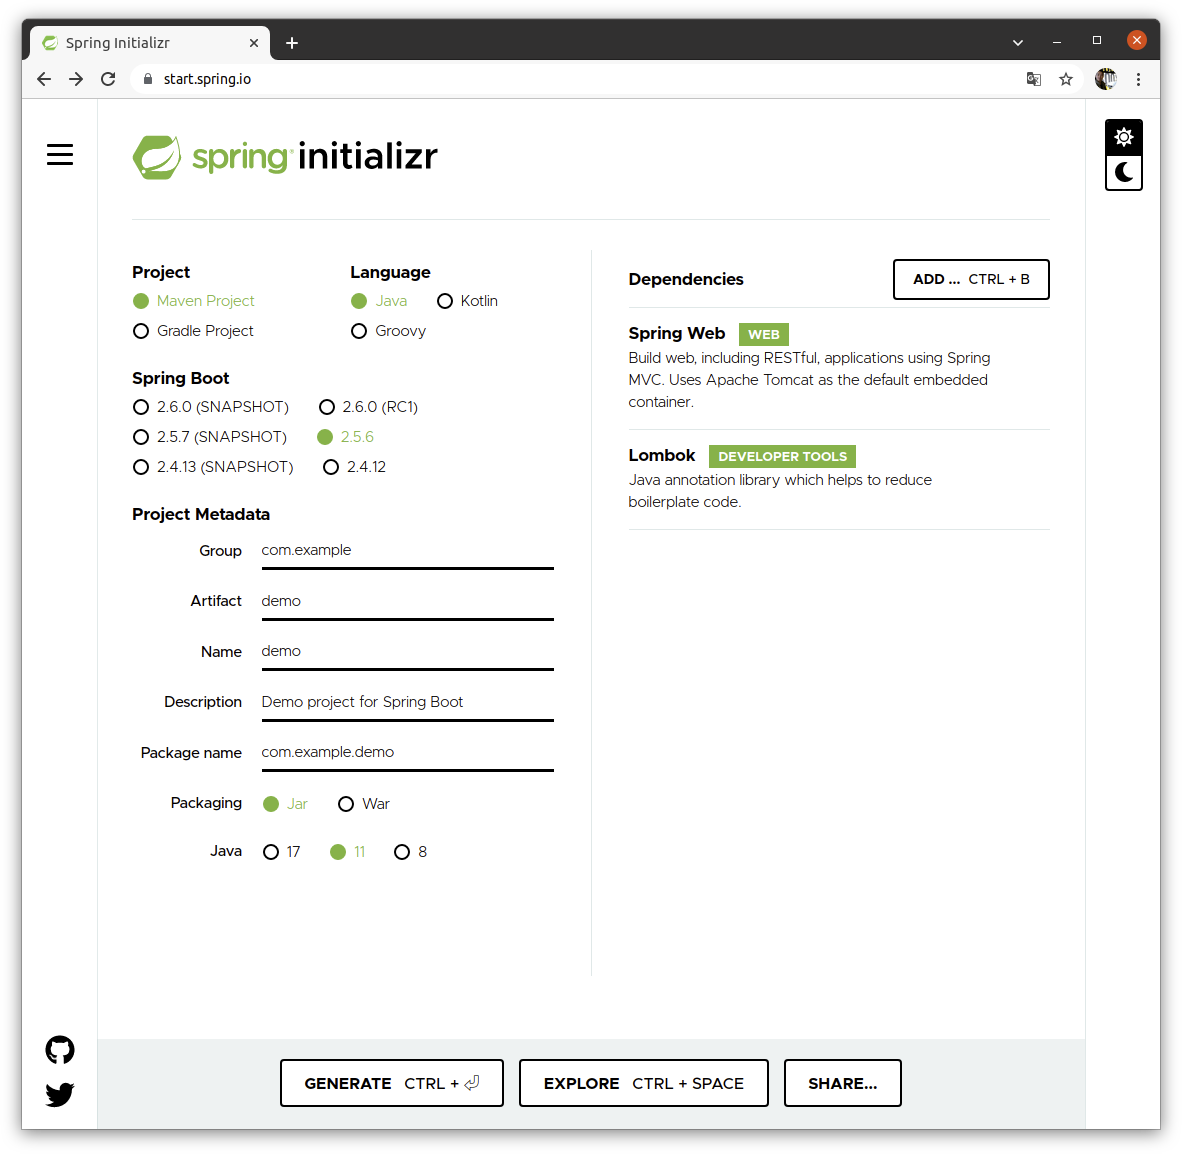 Spring Initializr
start.spring.io
spring initializr
Project
Maven Project
Gradle Project
Language
Java Kotlin
Groovy
Spring Boot
2.6.0 (SNAPSHOT) 2.6.0 (RC1)
2.5.7 (SNAPSHOT) 2.5.6
2.4.13 (SNAPSHOT) 2.4.12
Project Metadata
Group com.example
Artifact demo
Name demo
Description Demo project for Spring Boot
Package name com.example.demo
Packaging Jar War
Java 17 11 8
Dependencies
ADD ... CTRL + B
Spring Web WEB
Build web, including RESTful, applications using Spring
MVC. Uses Apache Tomcat as the default embedded
container.
Lombok DEVELOPER TOOLS
Java annotation library which helps to reduce
boilerplate code.
GENERATE CTRL + ⏎
EXPLORE CTRL + SPACE
SHARE...